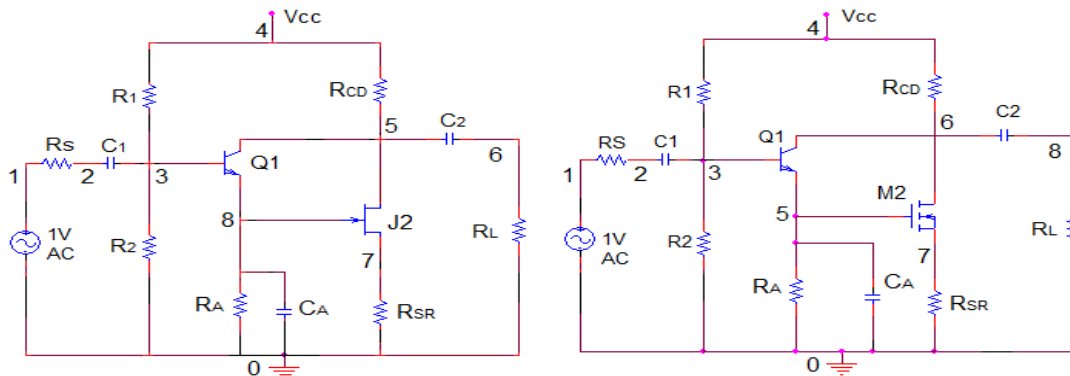 Vcc
4
R1
RCD
C2
5
Rs
C1
Q1
6
1
2
3
8
J2
1V
AC
R2
RL
7
RA
CA
RSR
0
Vcc
4
R1
RCD
C2
6
Q1
RS
C1
8
1
2
3
M2
5
1V
AC
R2
RL
7
RA
CA
RSR
0